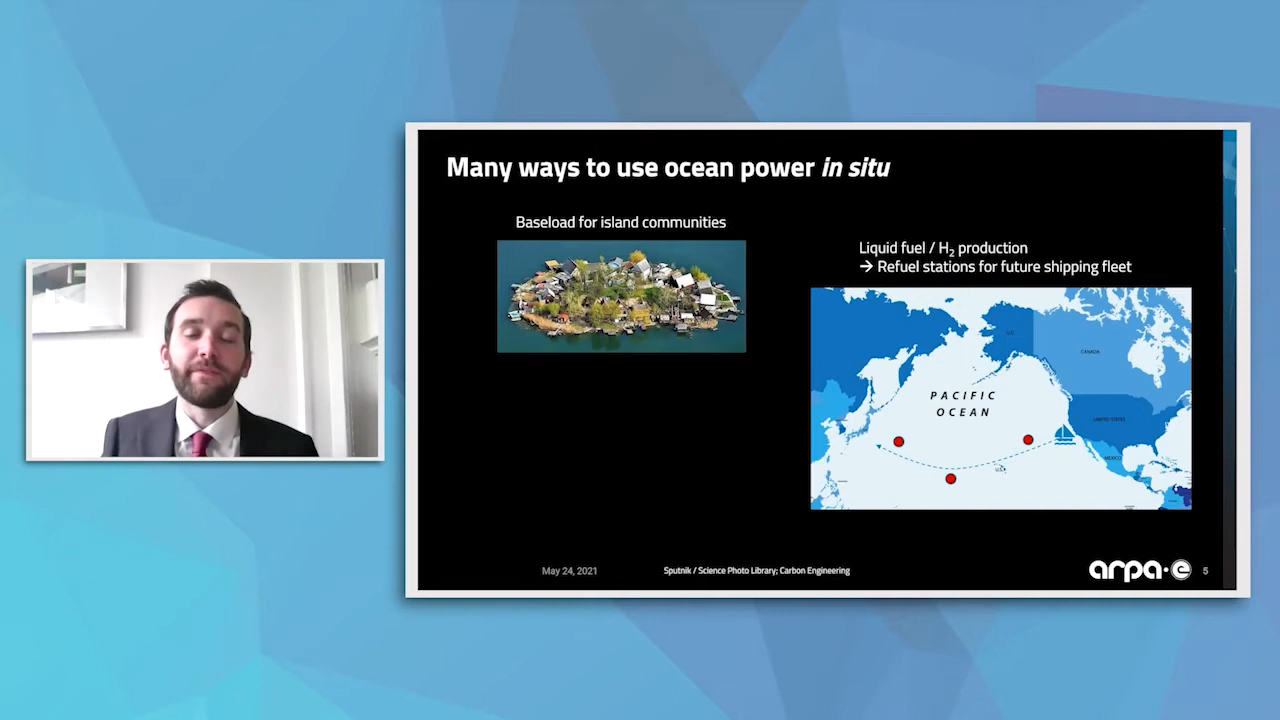 Many ways to use ocean power in situ
Baseload for island communities
Liquid fuel / H₂ production
→ Refuel stations for future shipping fleet
U.S.
CANADA
PACIFIC
OCEAN
UNITED STATES
MEXICO
U.S.
May 24, 2021
Sputnik / Science Photo Library; Carbon Engineering
arpa·e
5